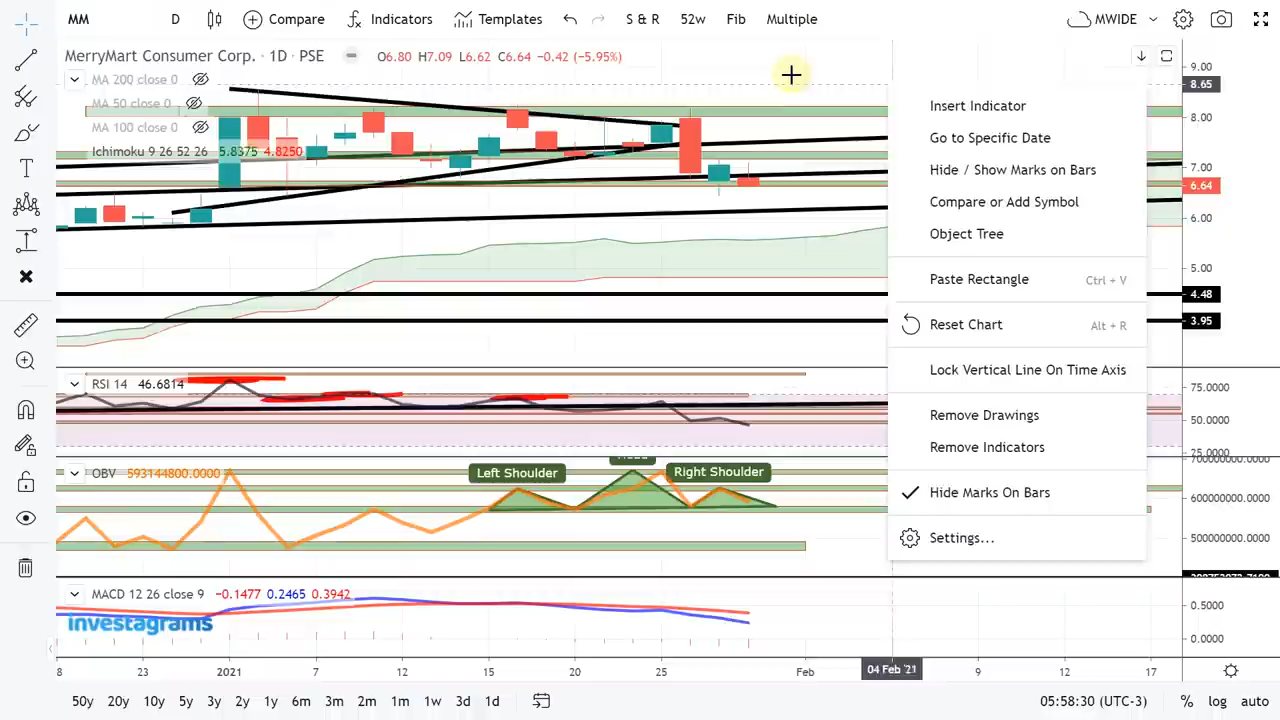 MM D Compare Indicators Templates S & R 52w Fib Multiple MWIDE
MerryMart Consumer Corp. · 1D · PSE O6.80 H7.09 L6.62 C6.64 −0.42 (−5.95%)
MA 200 close 0
MA 50 close 0
MA 100 close 0
Ichimoku 9 26 52 26 5.8375 4.8250
9.00
8.65
8.00
7.00
6.64
6.00
5.00
4.48
3.95
Insert Indicator
Go to Specific Date
Hide / Show Marks on Bars
Compare or Add Symbol
Object Tree
Paste Rectangle Ctrl + V
Reset Chart Alt + R
Lock Vertical Line On Time Axis
Remove Drawings
Remove Indicators
Hide Marks On Bars
Settings...
RSI 14 46.6814
75.0000
50.0000
25.0000
OBV 593144800.0000
Left Shoulder
Head
Right Shoulder
700000000.0000
600000000.0000
500000000.0000
MACD 12 26 close 9 −0.1477 0.2465 0.3942
investagrams
0.5000
0.0000
8 23 2021 7 12 15 20 25 Feb 04 Feb '21 9 12 17
50y 20y 10y 5y 3y 2y 1y 6m 3m 2m 1m 1w 3d 1d 05:58:30 (UTC-3) % log auto